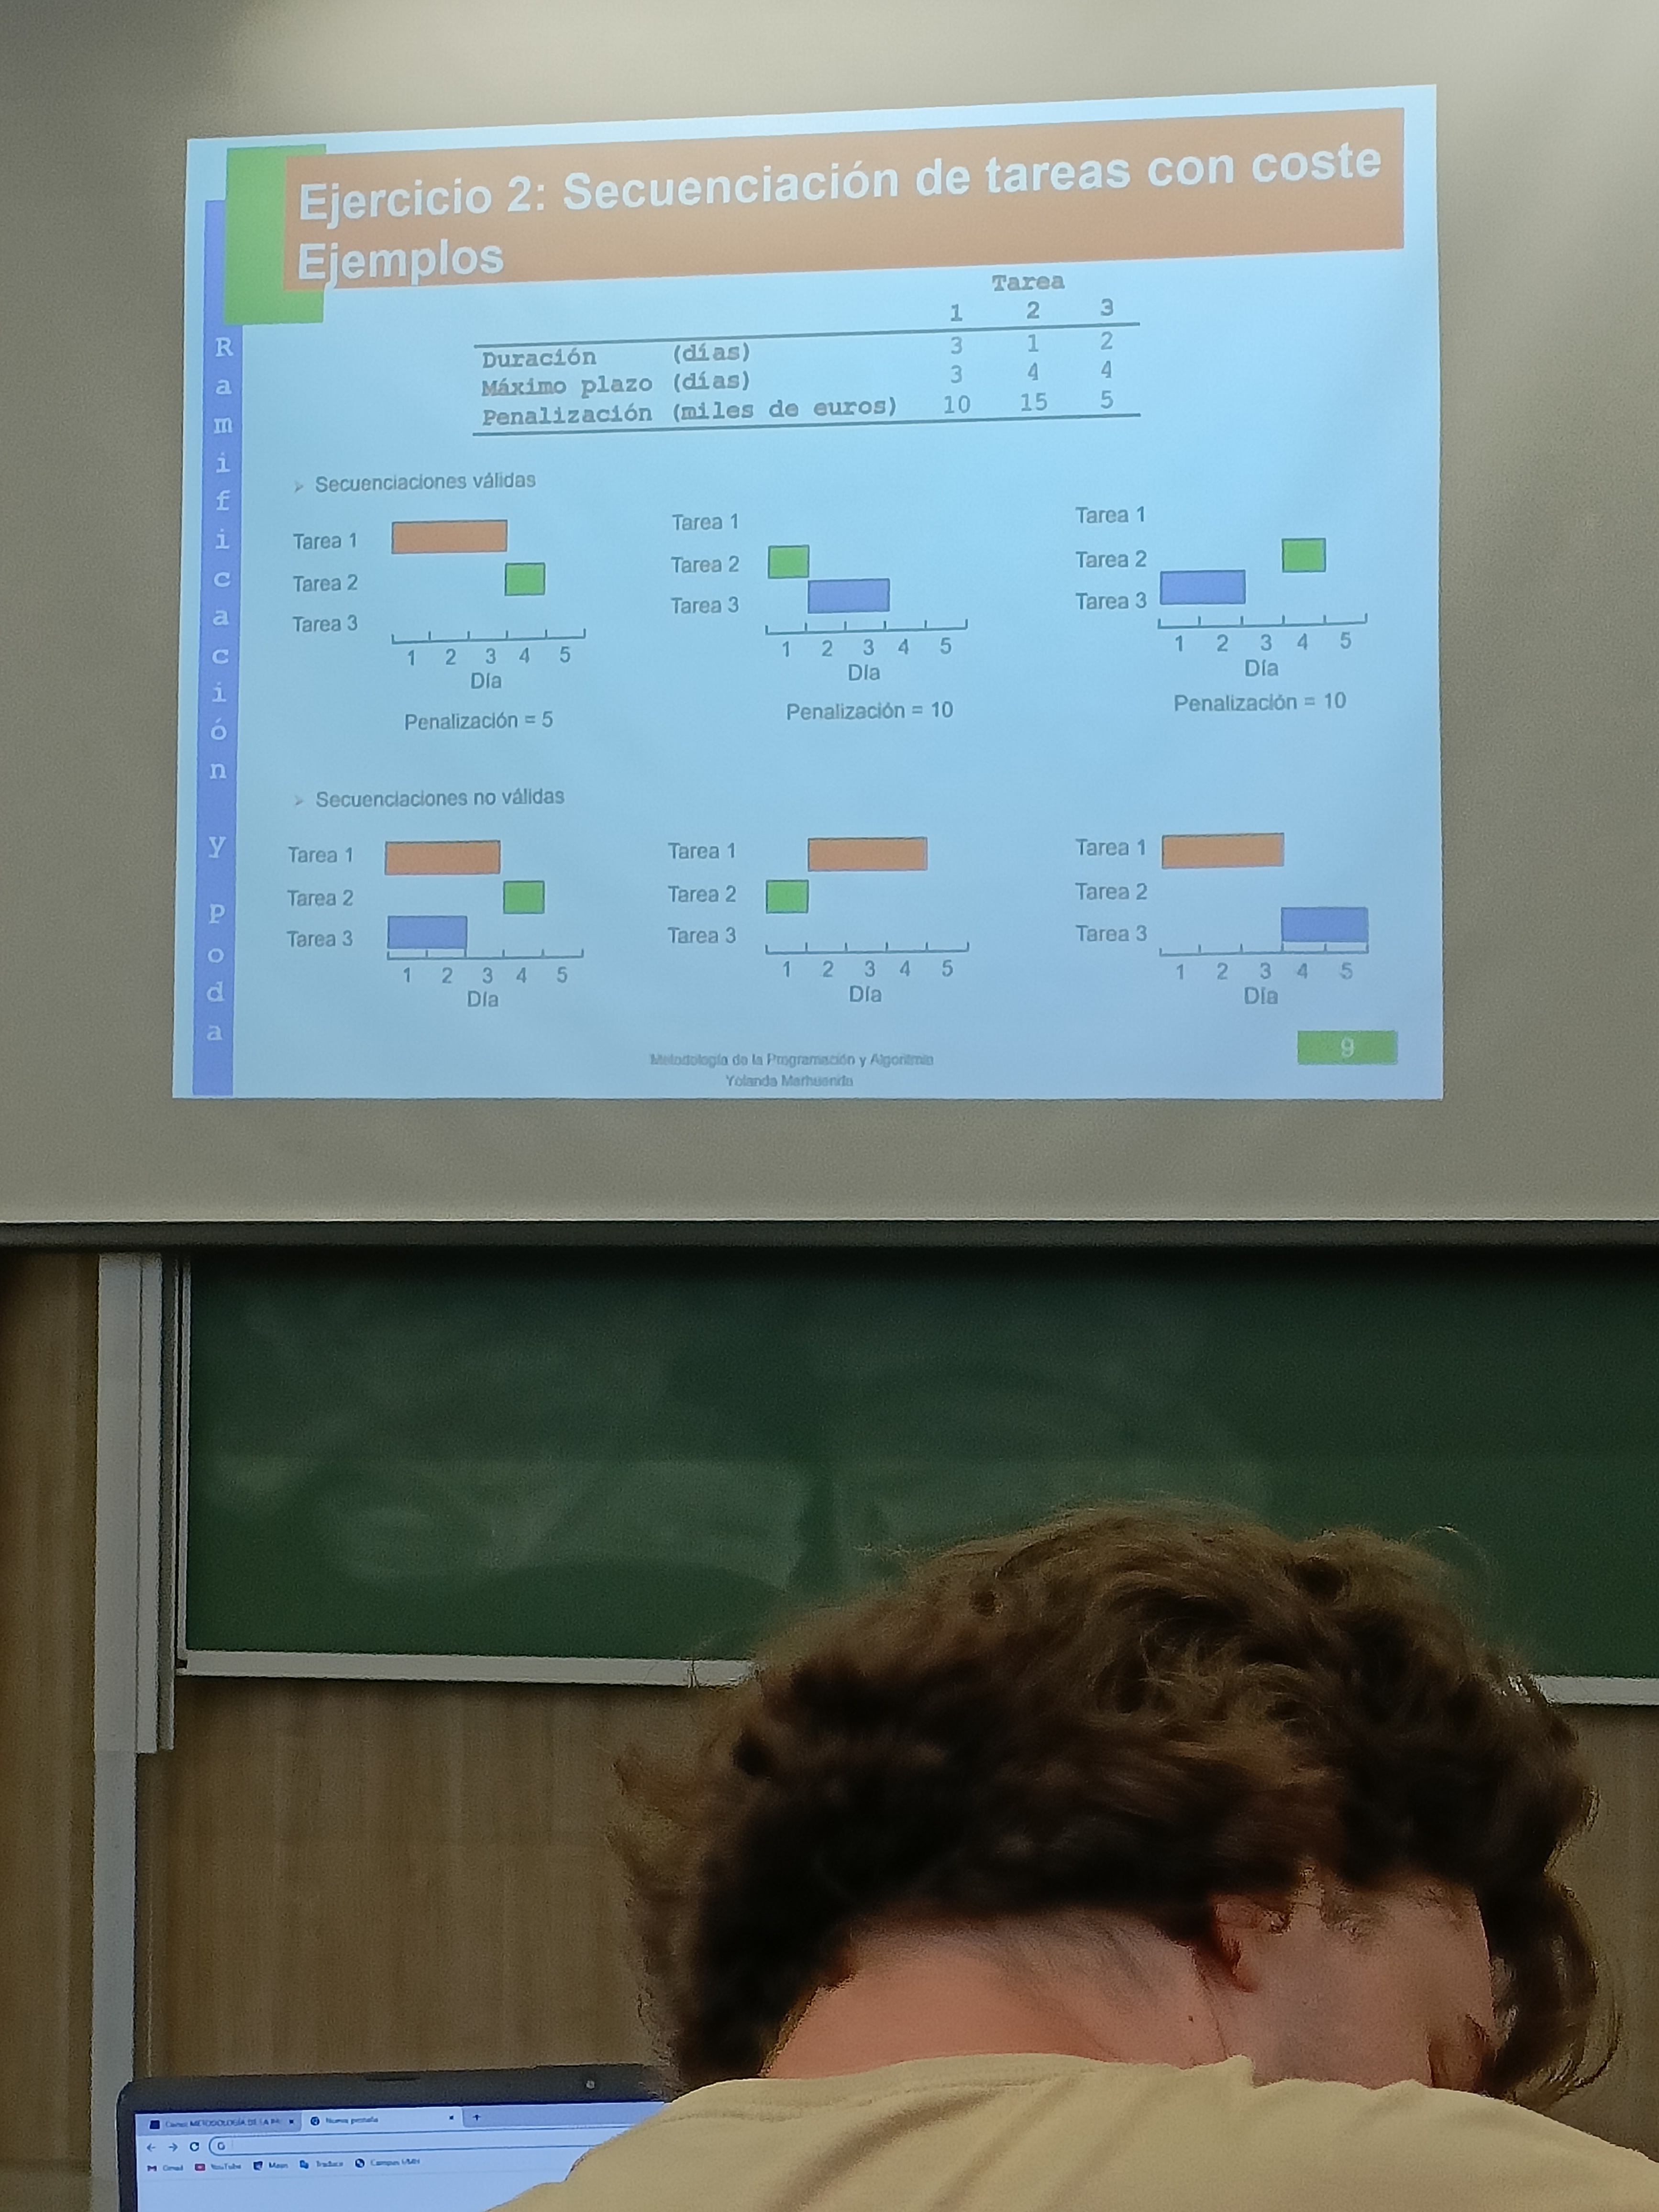 Ejercicio 2: Secuenciación de tareas con coste
Ejemplos
Tarea
1 2 3
Duración (días) 3 1 2
Máximo plazo (días) 3 4 4
Penalización (miles de euros) 10 15 5
Ramificación y poda
Secuenciaciones válidas
Tarea 1
Tarea 2
Tarea 3
1 2 3 4 5
Día
Penalización = 5
Tarea 1
Tarea 2
Tarea 3
1 2 3 4 5
Día
Penalización = 10
Tarea 1
Tarea 2
Tarea 3
1 2 3 4 5
Día
Penalización = 10
Secuenciaciones no válidas
Tarea 1
Tarea 2
Tarea 3
1 2 3 4 5
Día
Tarea 1
Tarea 2
Tarea 3
1 2 3 4 5
Día
Tarea 1
Tarea 2
Tarea 3
1 2 3 4 5
Día
Metodología de la Programación y Algoritmia
Yolanda Marhuenda
9
METODOLOGÍA DE LA
Nueva pestaña
G
Gmail YouTube Maps Campus UMH